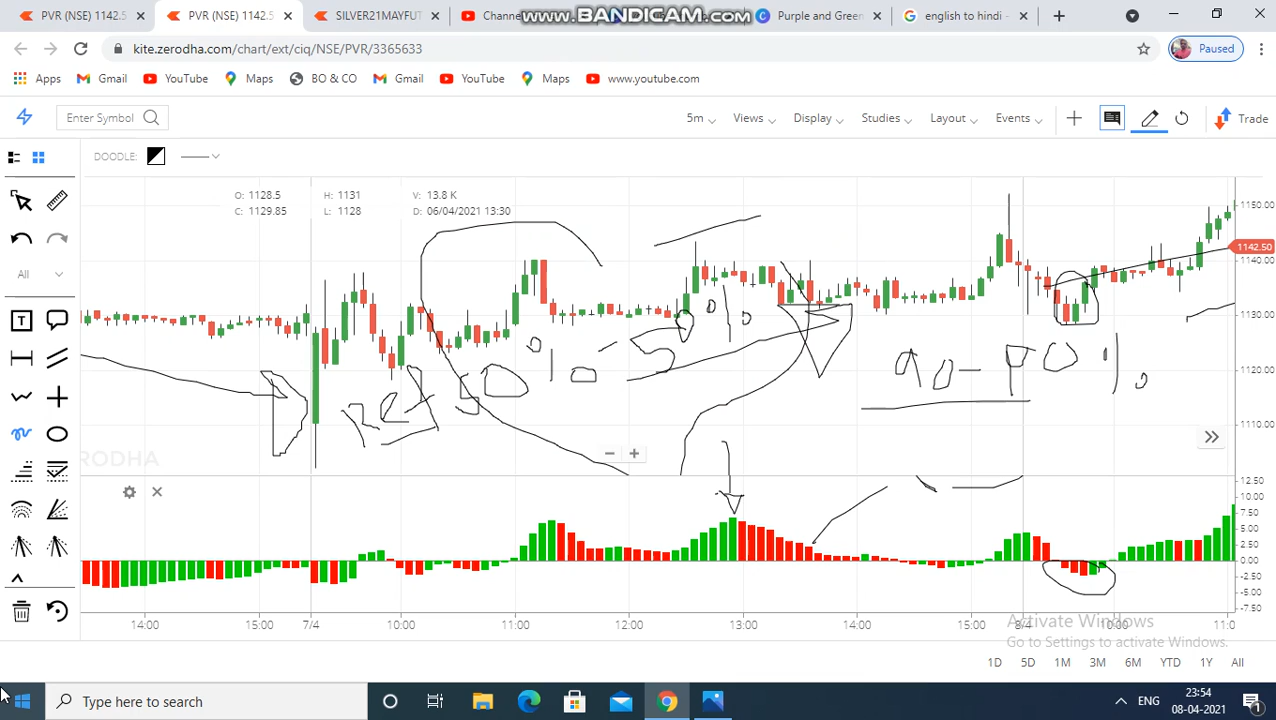 PVR (NSE) 1142.5
PVR (NSE) 1142.5
SILVER21MAYFUT
Chann
www.BANDICAM.com
Purple and Green
english to hindi -
kite.zerodha.com/chart/ext/ciq/NSE/PVR/3365633
Paused
Apps
Gmail
YouTube
Maps
BO & CO
Gmail
YouTube
Maps
www.youtube.com
Enter Symbol
5m
Views
Display
Studies
Layout
Events
Trade
DOODLE:
O: 1128.5
H: 1131
V: 13.8 K
C: 1129.85
L: 1128
D: 06/04/2021 13:30
All
1150.00
1142.50
1140.00
1130.00
1120.00
1110.00
ERODHA
12.50
10.00
7.50
5.00
2.50
0.00
-2.50
-5.00
-7.50
14:00
15:00
7/4
10:00
11:00
12:00
13:00
14:00
15:00
8/4
10:00
11:0
Activate Windows
Go to Settings to activate Windows.
1D
5D
1M
3M
6M
YTD
1Y
All
Type here to search
ENG
23:54
08-04-2021